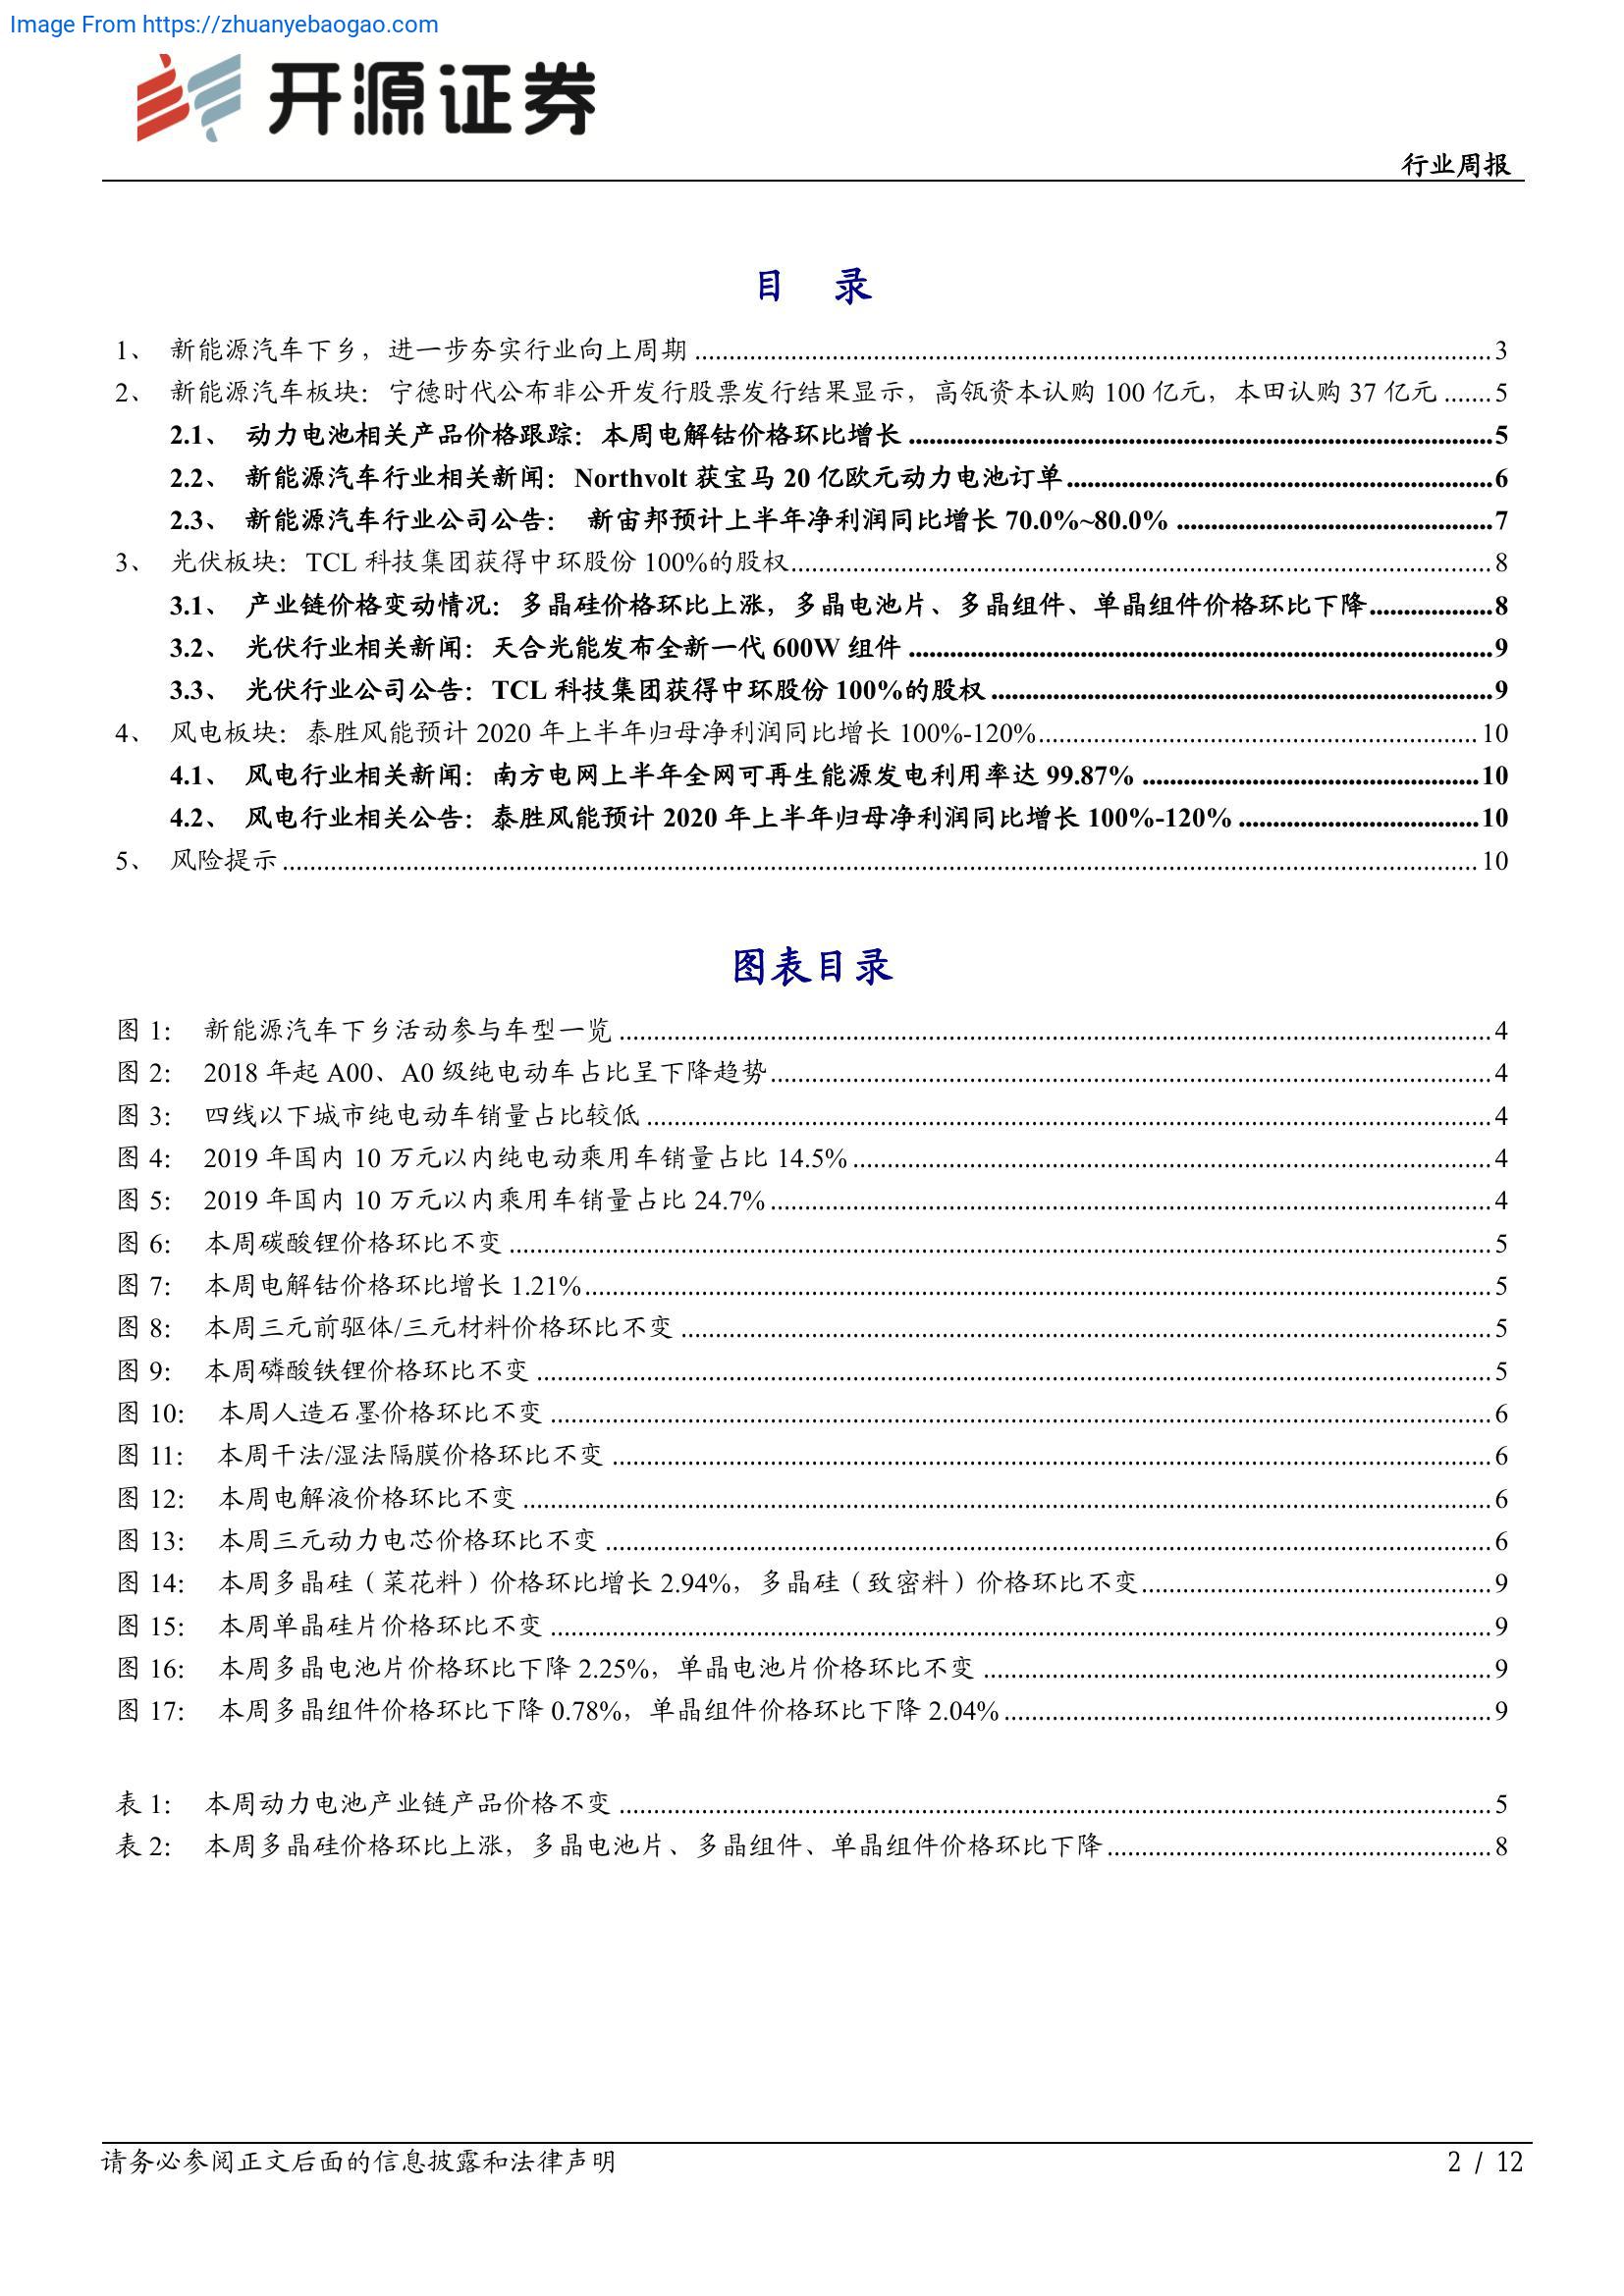 Image From https://zhuanyebaogao.com
开源证券
行业周报
目 录
1、 新能源汽车下乡，进一步夯实行业向上周期 ........ 3
2、 新能源汽车板块：宁德时代公布非公开发行股票发行结果显示，高瓴资本认购 100 亿元，本田认购 37 亿元 ....... 5
2.1、 动力电池相关产品价格跟踪：本周电解钴价格环比增长 ........ 5
2.2、 新能源汽车行业相关新闻：Northvolt 获宝马 20 亿欧元动力电池订单 ........ 6
2.3、 新能源汽车行业公司公告： 新宙邦预计上半年净利润同比增长 70.0%~80.0% ........ 7
3、 光伏板块：TCL 科技集团获得中环股份 100%的股权 ........ 8
3.1、 产业链价格变动情况：多晶硅价格环比上涨，多晶电池片、多晶组件、单晶组件价格环比下降 ........ 8
3.2、 光伏行业相关新闻：天合光能发布全新一代 600W 组件 ........ 9
3.3、 光伏行业公司公告：TCL 科技集团获得中环股份 100%的股权 ........ 9
4、 风电板块：泰胜风能预计 2020 年上半年归母净利润同比增长 100%-120% ........ 10
4.1、 风电行业相关新闻：南方电网上半年全网可再生能源发电利用率达 99.87% ........ 10
4.2、 风电行业相关公告：泰胜风能预计 2020 年上半年归母净利润同比增长 100%-120% ........ 10
5、 风险提示 ........ 10
图表目录
图 1： 新能源汽车下乡活动参与车型一览 ........ 4
图 2： 2018 年起 A00、A0 级纯电动车占比呈下降趋势 ........ 4
图 3： 四线以下城市纯电动车销量占比较低 ........ 4
图 4： 2019 年国内 10 万元以内纯电动乘用车销量占比 14.5% ........ 4
图 5： 2019 年国内 10 万元以内乘用车销量占比 24.7% ........ 4
图 6： 本周碳酸锂价格环比不变 ........ 5
图 7： 本周电解钴价格环比增长 1.21% ........ 5
图 8： 本周三元前驱体/三元材料价格环比不变 ........ 5
图 9： 本周磷酸铁锂价格环比不变 ........ 5
图 10： 本周人造石墨价格环比不变 ........ 6
图 11： 本周干法/湿法隔膜价格环比不变 ........ 6
图 12： 本周电解液价格环比不变 ........ 6
图 13： 本周三元动力电芯价格环比不变 ........ 6
图 14： 本周多晶硅（菜花料）价格环比增长 2.94%，多晶硅（致密料）价格环比不变 ........ 9
图 15： 本周单晶硅片价格环比不变 ........ 9
图 16： 本周多晶电池片价格环比下降 2.25%，单晶电池片价格环比不变 ........ 9
图 17： 本周多晶组件价格环比下降 0.78%，单晶组件价格环比下降 2.04% ........ 9
表 1： 本周动力电池产业链产品价格不变 ........ 5
表 2： 本周多晶硅价格环比上涨，多晶电池片、多晶组件、单晶组件价格环比下降 ........ 8
请务必参阅正文后面的信息披露和法律声明
2 / 12